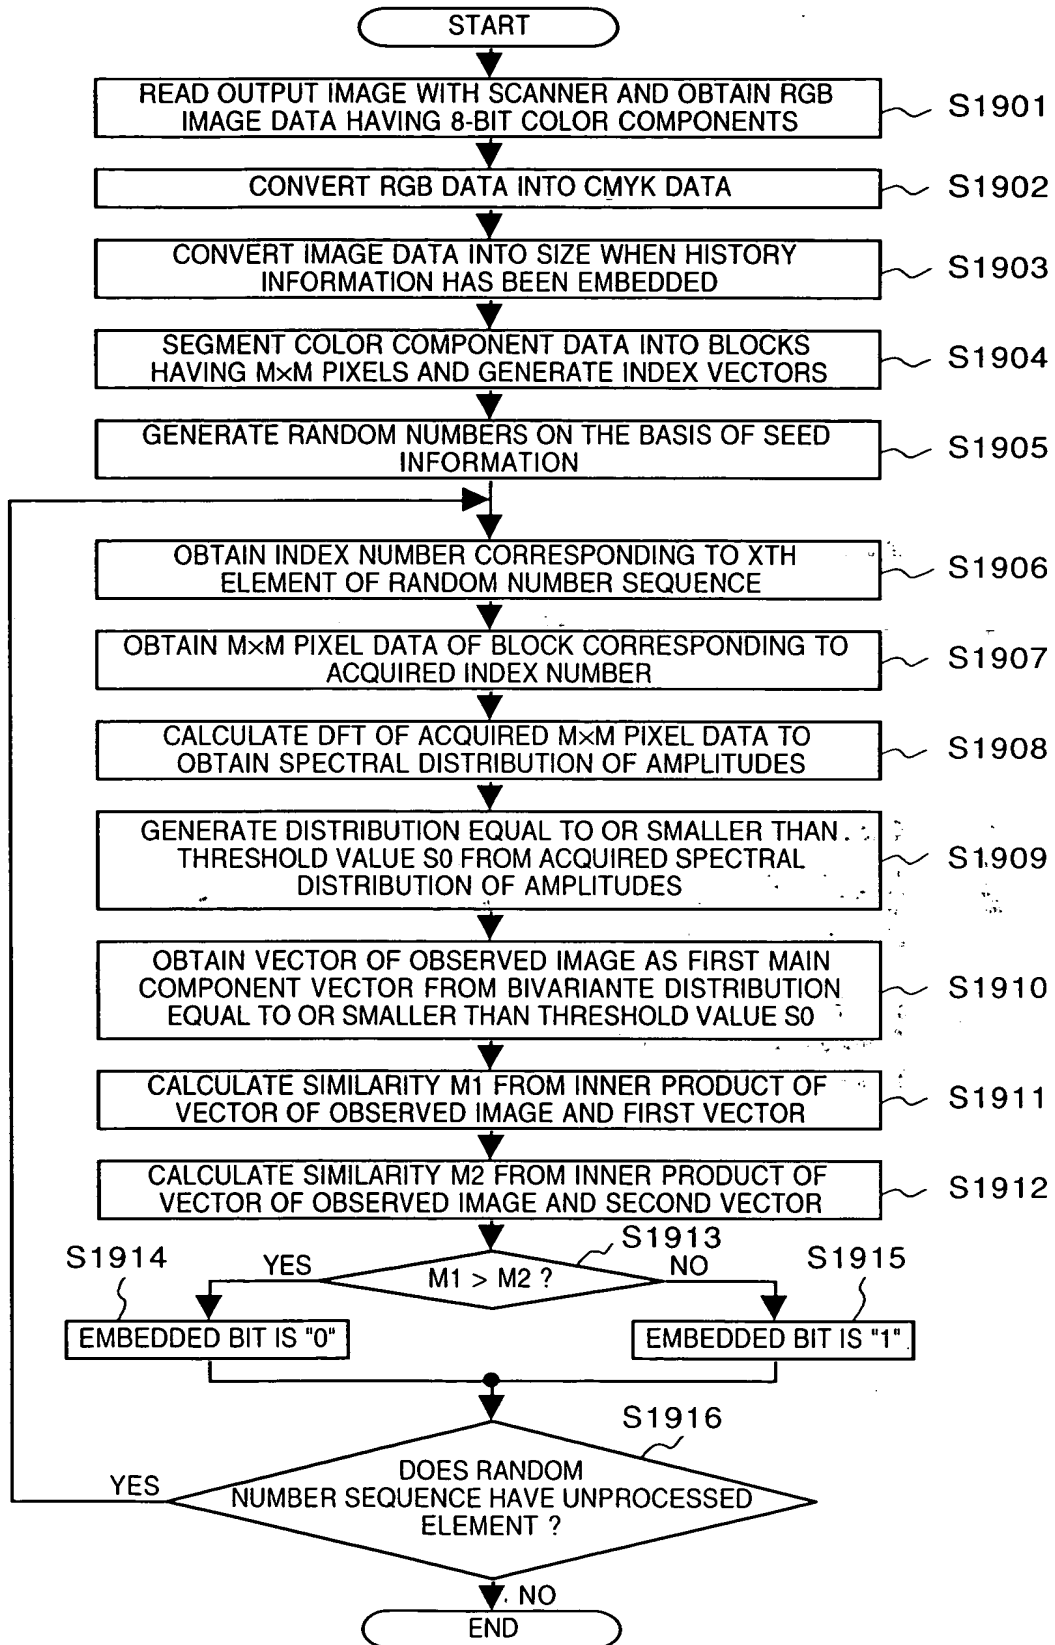 START
READ OUTPUT IMAGE WITH SCANNER AND OBTAIN RGB
IMAGE DATA HAVING 8-BIT COLOR COMPONENTS
S1901
CONVERT RGB DATA INTO CMYK DATA
S1902
CONVERT IMAGE DATA INTO SIZE WHEN HISTORY
INFORMATION HAS BEEN EMBEDDED
S1903
SEGMENT COLOR COMPONENT DATA INTO BLOCKS
HAVING M×M PIXELS AND GENERATE INDEX VECTORS
S1904
GENERATE RANDOM NUMBERS ON THE BASIS OF SEED
INFORMATION
S1905
OBTAIN INDEX NUMBER CORRESPONDING TO XTH
ELEMENT OF RANDOM NUMBER SEQUENCE
S1906
OBTAIN M×M PIXEL DATA OF BLOCK CORRESPONDING TO
ACQUIRED INDEX NUMBER
S1907
CALCULATE DFT OF ACQUIRED M×M PIXEL DATA TO
OBTAIN SPECTRAL DISTRIBUTION OF AMPLITUDES
S1908
GENERATE DISTRIBUTION EQUAL TO OR SMALLER THAN
THRESHOLD VALUE S0 FROM ACQUIRED SPECTRAL
DISTRIBUTION OF AMPLITUDES
S1909
OBTAIN VECTOR OF OBSERVED IMAGE AS FIRST MAIN
COMPONENT VECTOR FROM BIVARIANTE DISTRIBUTION
EQUAL TO OR SMALLER THAN THRESHOLD VALUE S0
S1910
CALCULATE SIMILARITY M1 FROM INNER PRODUCT OF
VECTOR OF OBSERVED IMAGE AND FIRST VECTOR
S1911
CALCULATE SIMILARITY M2 FROM INNER PRODUCT OF
VECTOR OF OBSERVED IMAGE AND SECOND VECTOR
S1912
S1913
M1 > M2 ?
YES
NO
S1914
EMBEDDED BIT IS "0"
S1915
EMBEDDED BIT IS "1"
S1916
DOES RANDOM
NUMBER SEQUENCE HAVE UNPROCESSED
ELEMENT ?
YES
NO
END